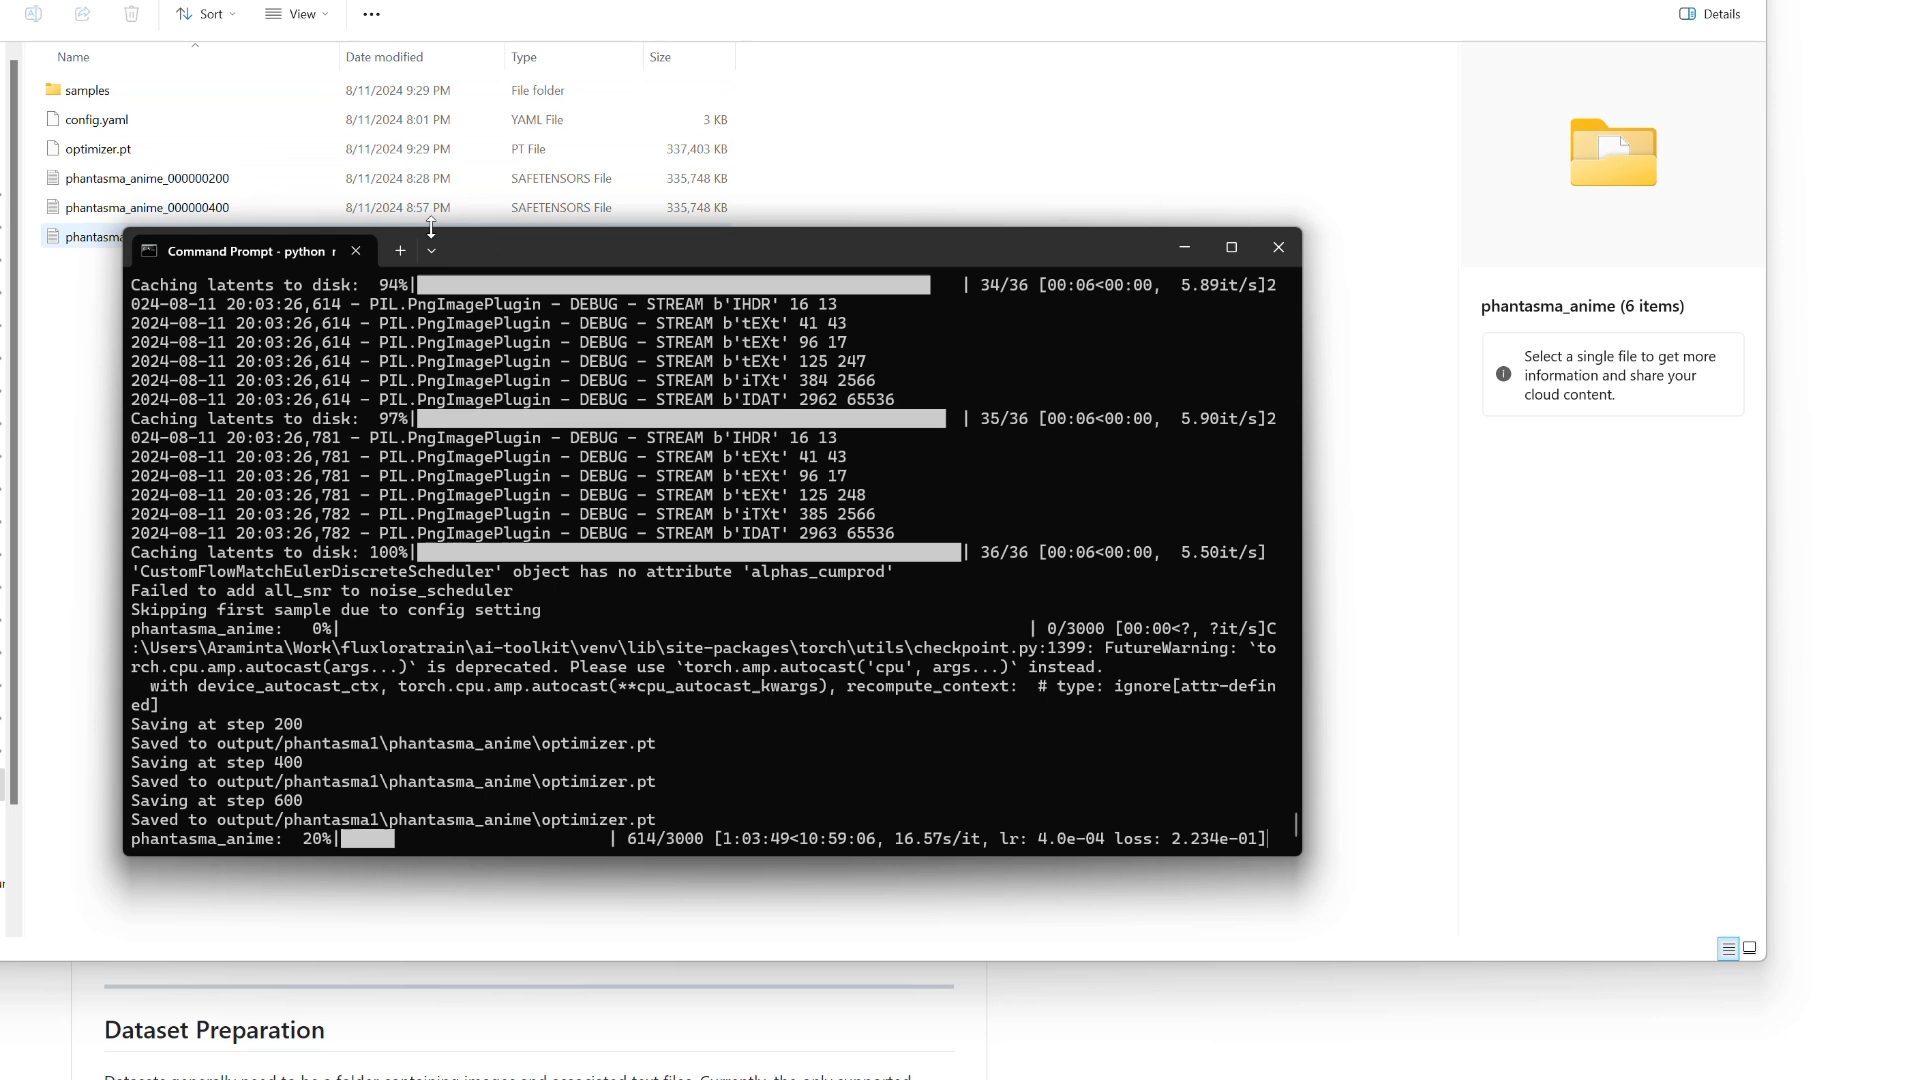 Sort View ••• Details
Name Date modified Type Size
samples 8/11/2024 9:29 PM File folder
config.yaml 8/11/2024 8:01 PM YAML File 3 KB
optimizer.pt 8/11/2024 9:29 PM PT File 337,403 KB
phantasma_anime_000000200 8/11/2024 8:28 PM SAFETENSORS File 335,748 KB
phantasma_anime_000000400 8/11/2024 8:57 PM SAFETENSORS File 335,748 KB
phantasma
Command Prompt - python r
Caching latents to disk:  94%| | 34/36 [00:06<00:00,  5.89it/s]2
024-08-11 20:03:26,614 - PIL.PngImagePlugin - DEBUG - STREAM b'IHDR' 16 13
2024-08-11 20:03:26,614 - PIL.PngImagePlugin - DEBUG - STREAM b'tEXt' 41 43
2024-08-11 20:03:26,614 - PIL.PngImagePlugin - DEBUG - STREAM b'tEXt' 96 17
2024-08-11 20:03:26,614 - PIL.PngImagePlugin - DEBUG - STREAM b'tEXt' 125 247
2024-08-11 20:03:26,614 - PIL.PngImagePlugin - DEBUG - STREAM b'iTXt' 384 2566
2024-08-11 20:03:26,614 - PIL.PngImagePlugin - DEBUG - STREAM b'IDAT' 2962 65536
Caching latents to disk:  97%| | 35/36 [00:06<00:00,  5.90it/s]2
024-08-11 20:03:26,781 - PIL.PngImagePlugin - DEBUG - STREAM b'IHDR' 16 13
2024-08-11 20:03:26,781 - PIL.PngImagePlugin - DEBUG - STREAM b'tEXt' 41 43
2024-08-11 20:03:26,781 - PIL.PngImagePlugin - DEBUG - STREAM b'tEXt' 96 17
2024-08-11 20:03:26,781 - PIL.PngImagePlugin - DEBUG - STREAM b'tEXt' 125 248
2024-08-11 20:03:26,782 - PIL.PngImagePlugin - DEBUG - STREAM b'iTXt' 385 2566
2024-08-11 20:03:26,782 - PIL.PngImagePlugin - DEBUG - STREAM b'IDAT' 2963 65536
Caching latents to disk: 100%| | 36/36 [00:06<00:00,  5.50it/s]
'CustomFlowMatchEulerDiscreteScheduler' object has no attribute 'alphas_cumprod'
Failed to add all_snr to noise_scheduler
Skipping first sample due to config setting
phantasma_anime:   0%| | 0/3000 [00:00<?, ?it/s]C
:\Users\Araminta\Work\fluxloratrain\ai-toolkit\venv\lib\site-packages\torch\utils\checkpoint.py:1399: FutureWarning: `to
rch.cpu.amp.autocast(args...)` is deprecated. Please use `torch.amp.autocast('cpu', args...)` instead.
with device_autocast_ctx, torch.cpu.amp.autocast(**cpu_autocast_kwargs), recompute_context:  # type: ignore[attr-defin
ed]
Saving at step 200
Saved to output/phantasma1\phantasma_anime\optimizer.pt
Saving at step 400
Saved to output/phantasma1\phantasma_anime\optimizer.pt
Saving at step 600
Saved to output/phantasma1\phantasma_anime\optimizer.pt
phantasma_anime:  20%| | 614/3000 [1:03:49<10:59:06, 16.57s/it, lr: 4.0e-04 loss: 2.234e-01]
phantasma_anime (6 items)
Select a single file to get more
information and share your
cloud content.
Dataset Preparation